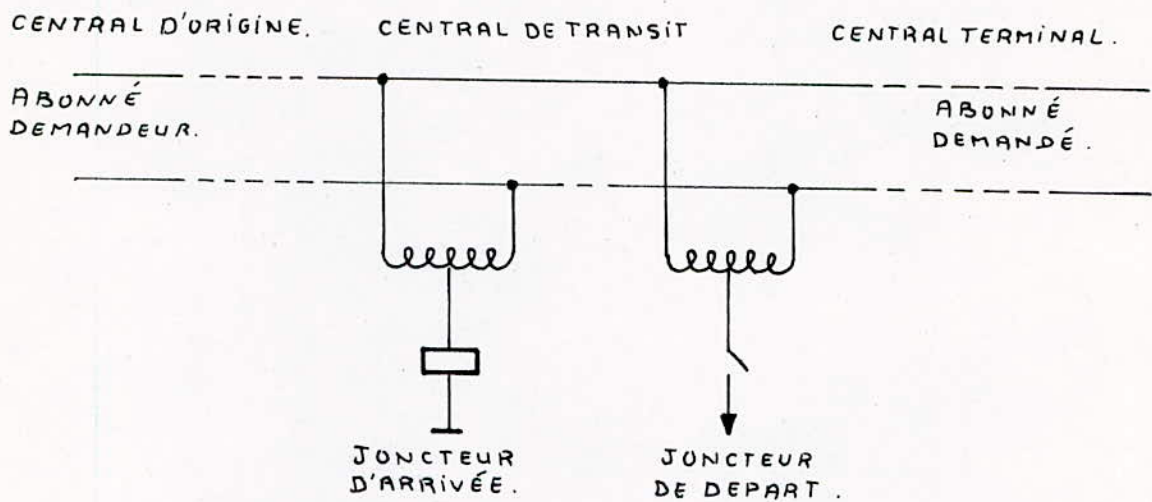 CENTRAL D'ORIGINE.
CENTRAL DE TRANSIT
CENTRAL TERMINAL.
ABONNÉ
DEMANDEUR.
ABONNÉ
DEMANDÉ.
JONCTEUR
D'ARRIVÉE.
JONCTEUR
DE DEPART.